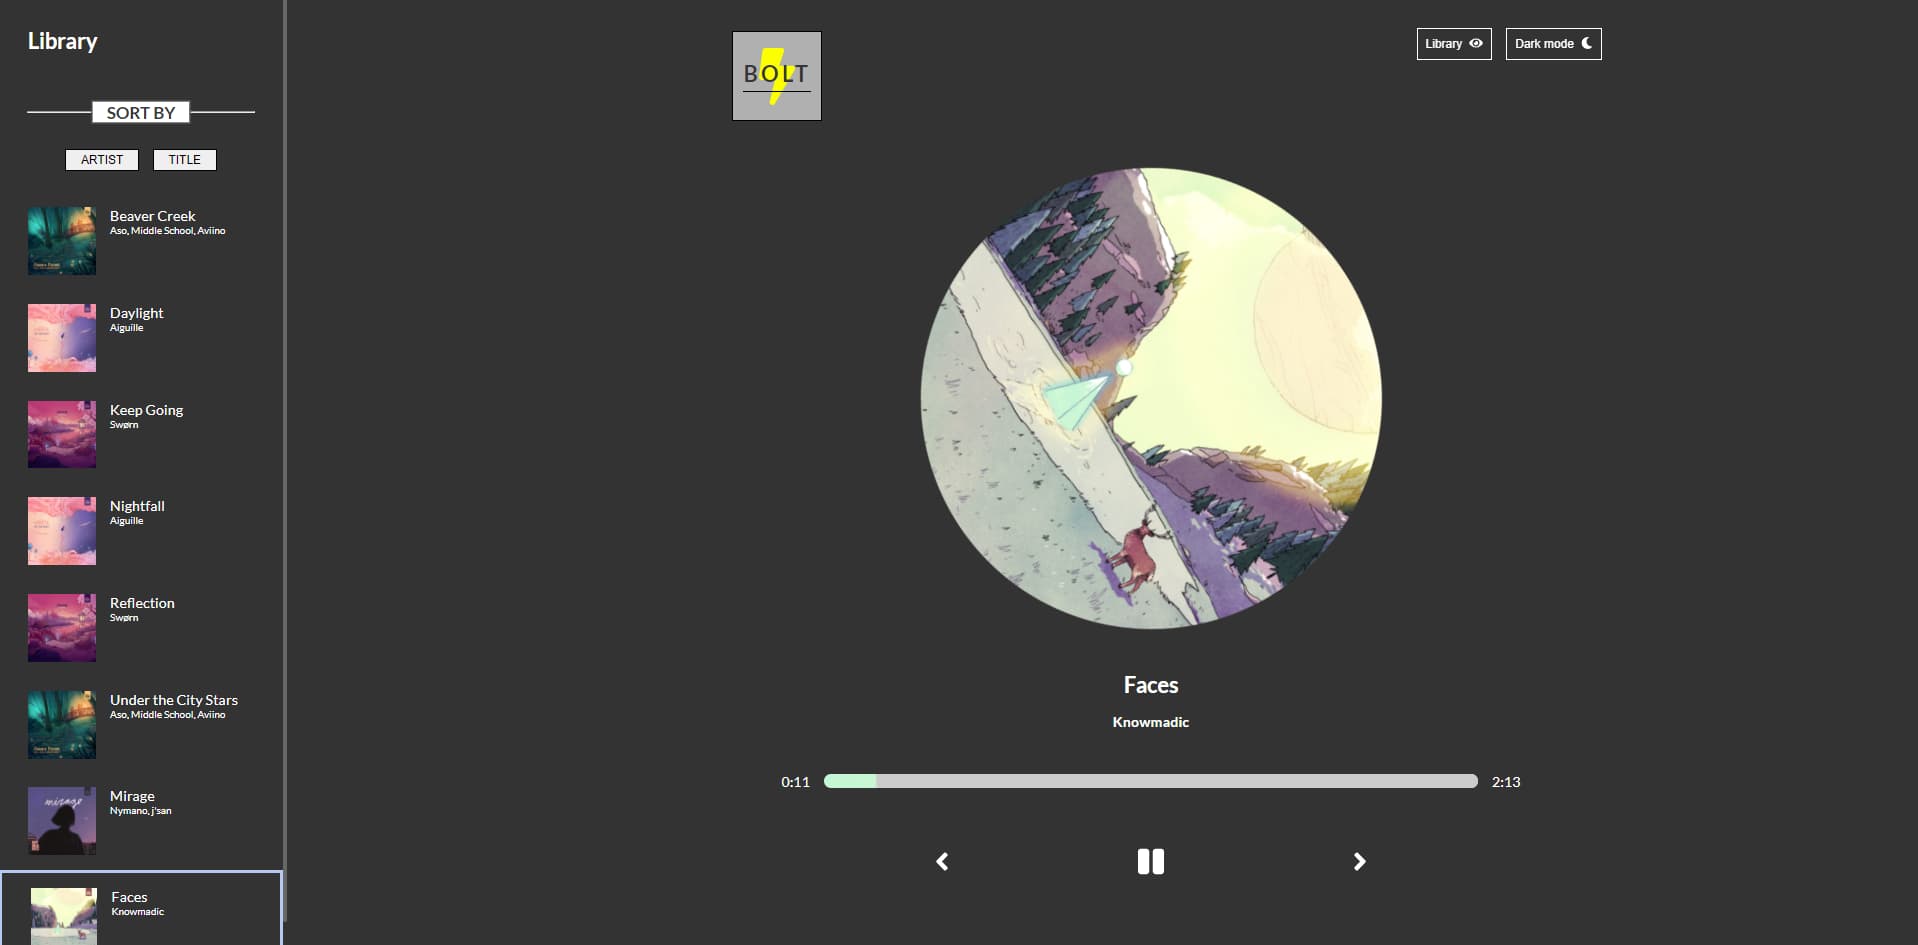 Library
SORT BY
ARTIST TITLE
Beaver Creek
Aso, Middle School, Aviino
Daylight
Aiguille
Keep Going
Swørn
Nightfall
Aiguille
Reflection
Swørn
Under the City Stars
Aso, Middle School, Aviino
mirage
Mirage
Nymano, j'san
Faces
Knowmadic
BOLT
Library Dark mode
Faces
Knowmadic
0:11 2:13